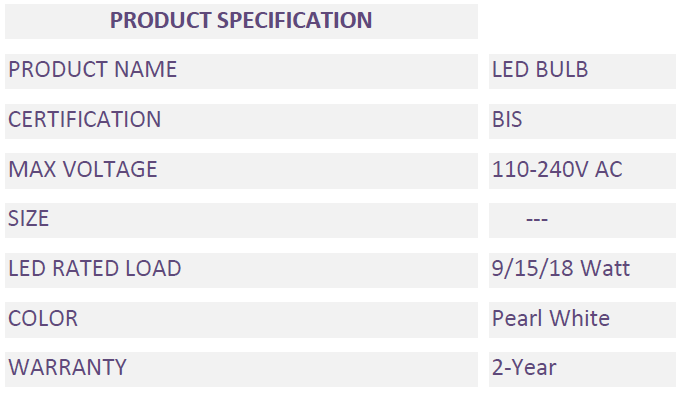 PRODUCT SPECIFICATION
PRODUCT NAME LED BULB
CERTIFICATION BIS
MAX VOLTAGE 110-240V AC
SIZE ---
LED RATED LOAD 9/15/18 Watt
COLOR Pearl White
WARRANTY 2-Year